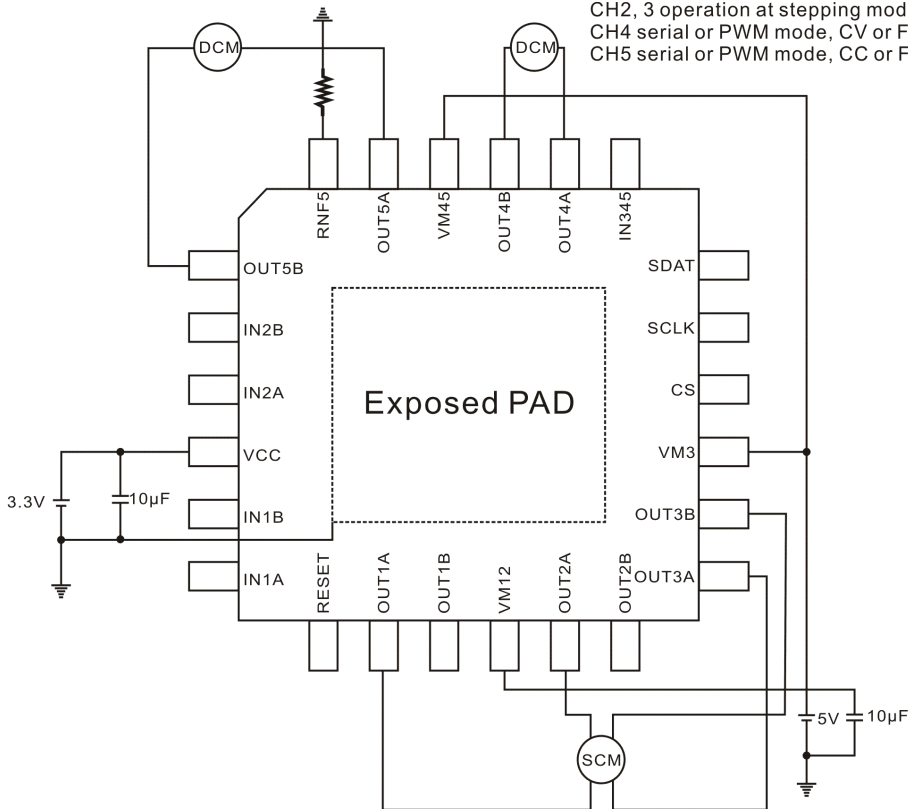 CH2, 3 operation at stepping mod
CH4 serial or PWM mode, CV or F
CH5 serial or PWM mode, CC or F
DCM
DCM
RNF5
OUT5A
VM45
OUT4B
OUT4A
IN345
OUT5B
SDAT
IN2B
SCLK
IN2A
CS
Exposed PAD
VCC
VM3
3.3V
10μF
IN1B
OUT3B
IN1A
OUT3A
RESET
OUT1A
OUT1B
VM12
OUT2A
OUT2B
5V
10μF
SCM